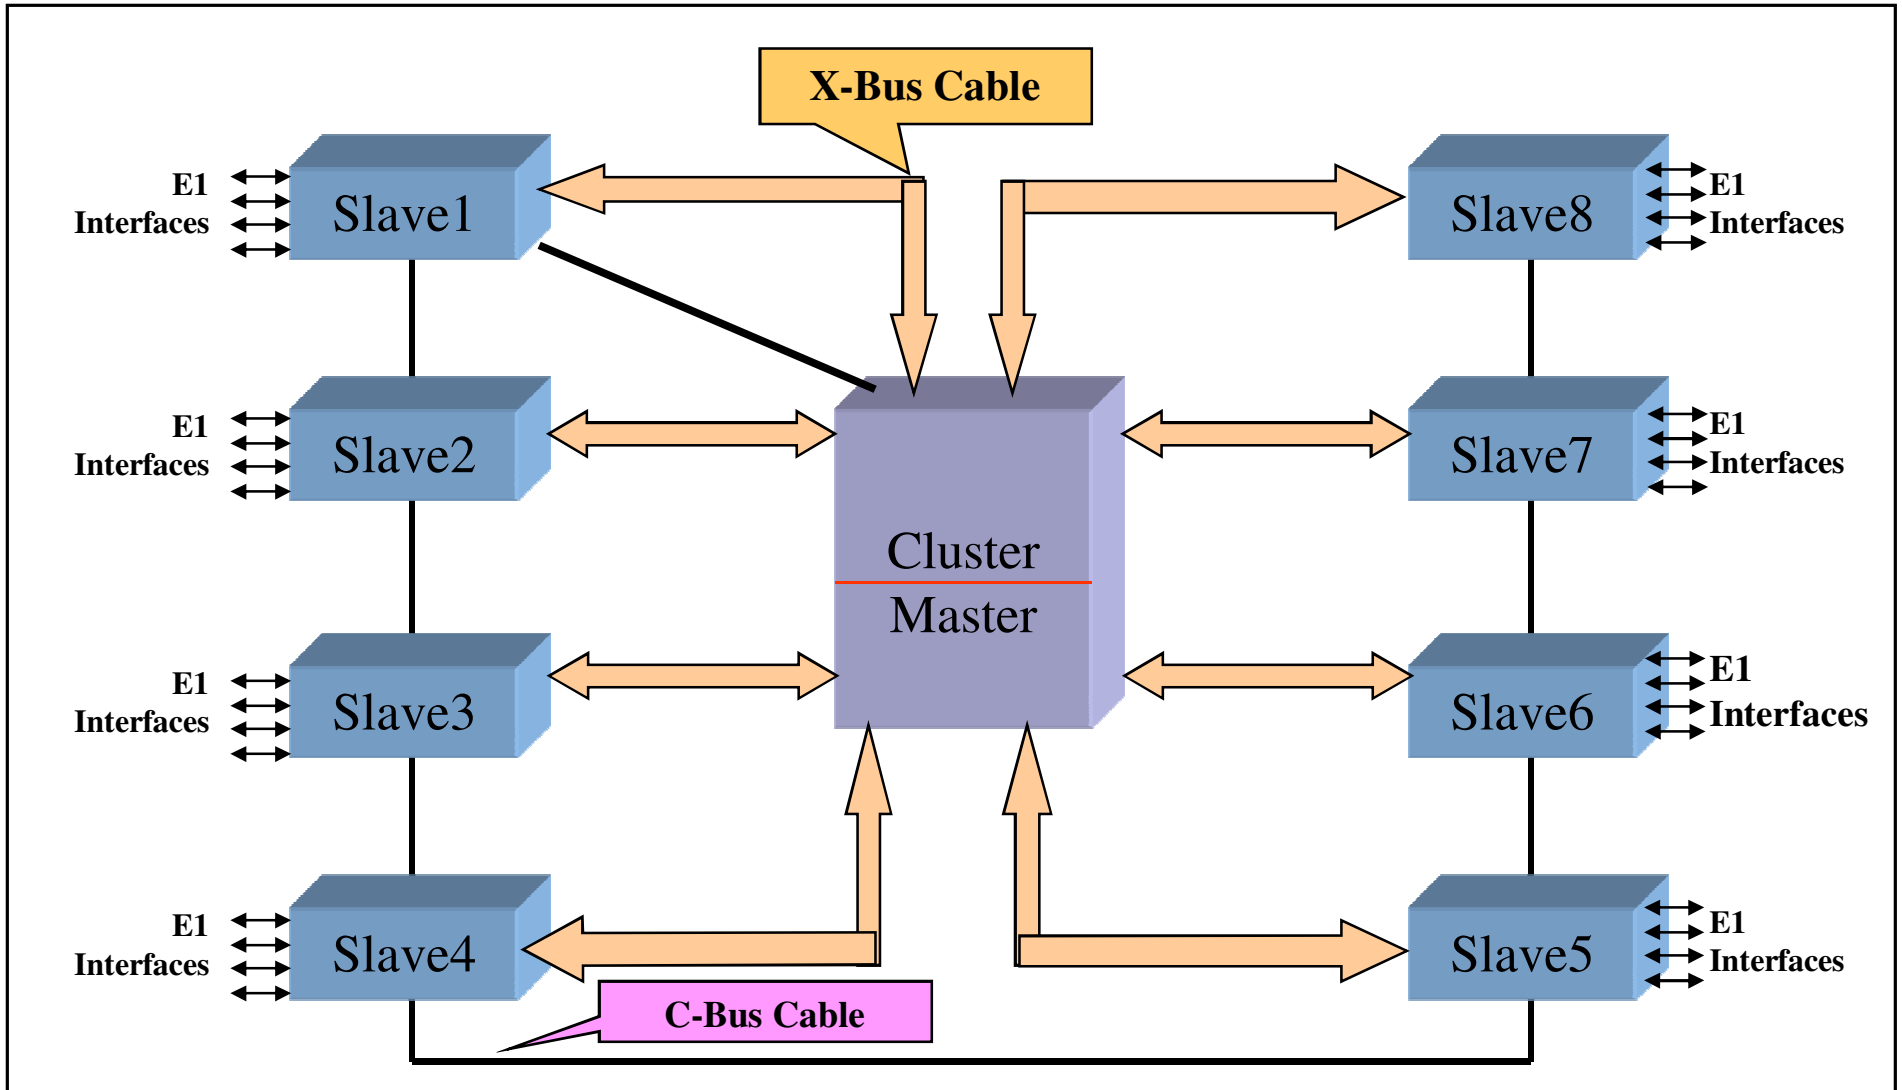 X-Bus Cable
E1
Interfaces
Slave1
Slave8
E1
Interfaces
E1
Interfaces
Slave2
Slave7
E1
Interfaces
Cluster
Master
E1
Interfaces
Slave3
Slave6
E1
Interfaces
E1
Interfaces
Slave4
Slave5
E1
Interfaces
C-Bus Cable